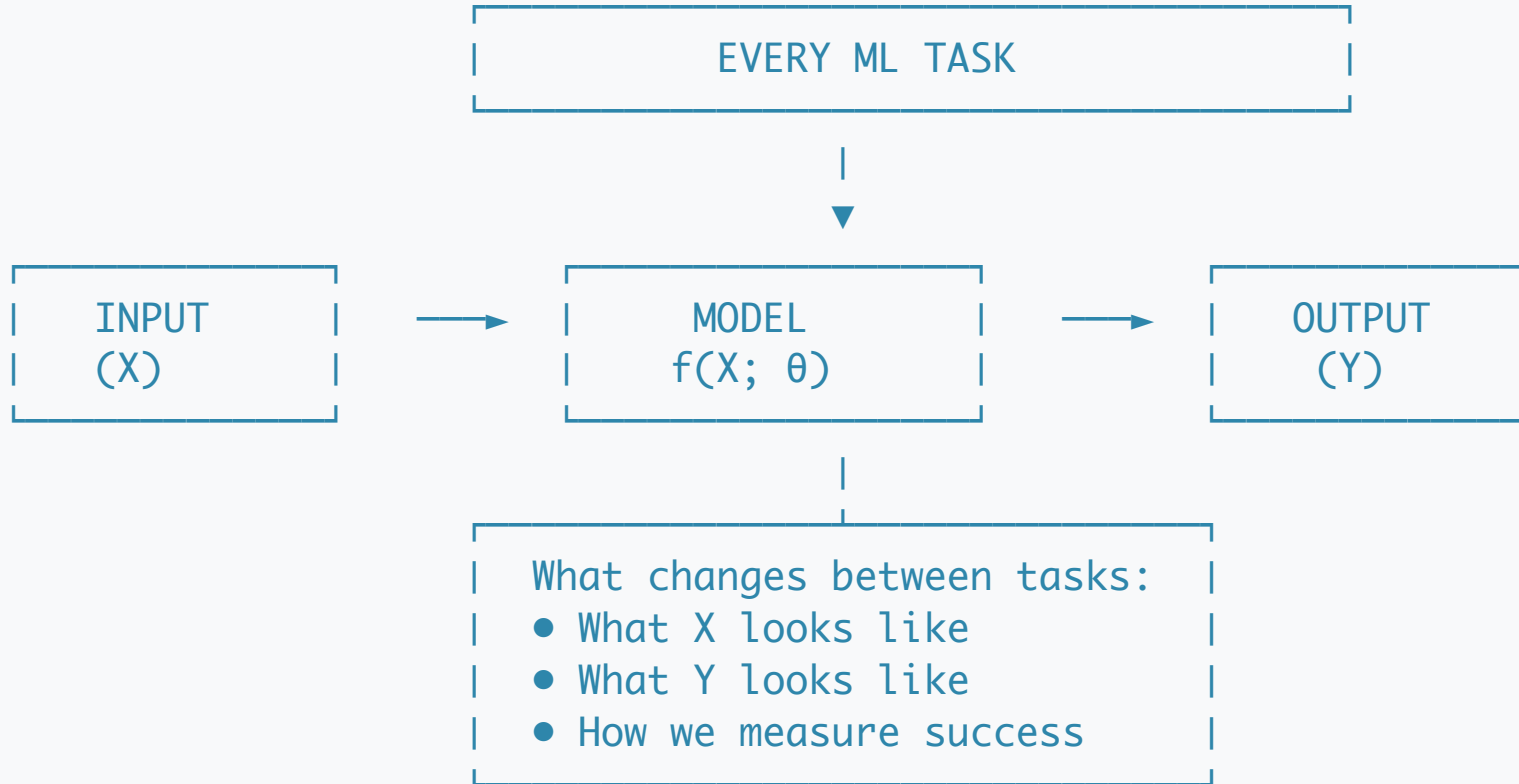 EVERY ML TASK
INPUT
(X)
MODEL
f(X; θ)
OUTPUT
(Y)
What changes between tasks:
● What X looks like
● What Y looks like
● How we measure success